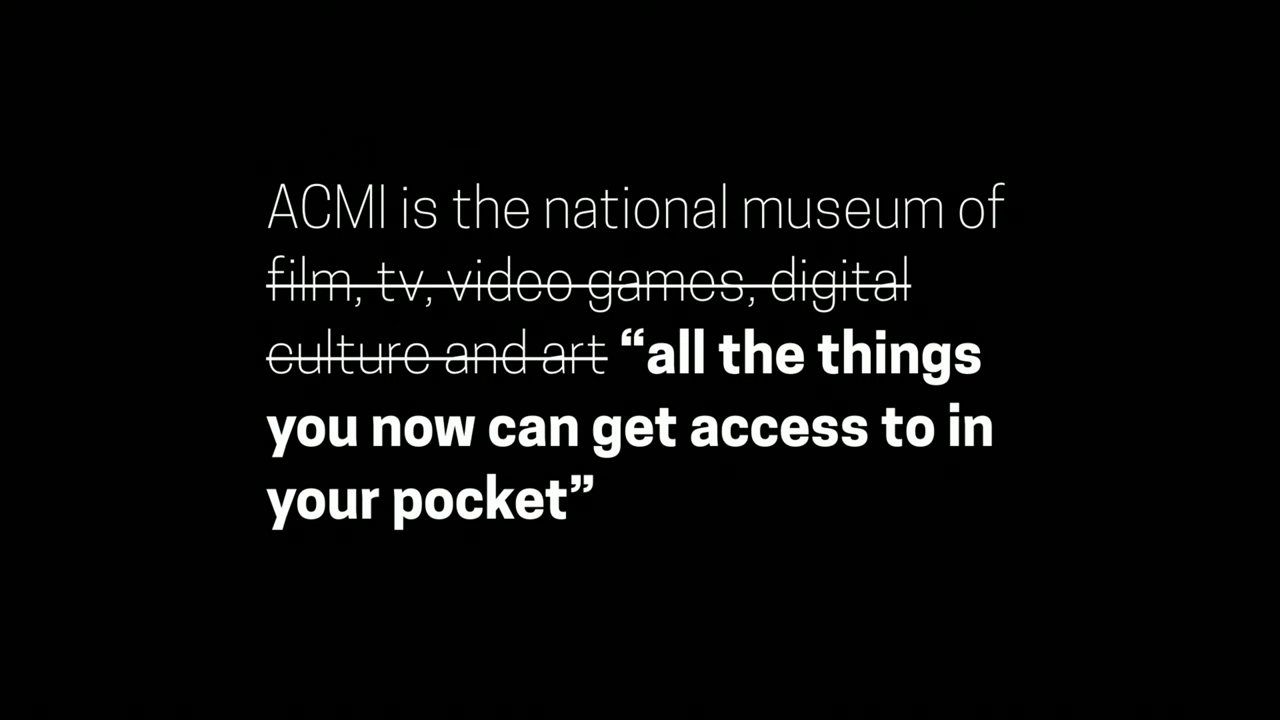 ACMI is the national museum of
film, tv, video games, digital
culture and art “all the things
you now can get access to in
your pocket”